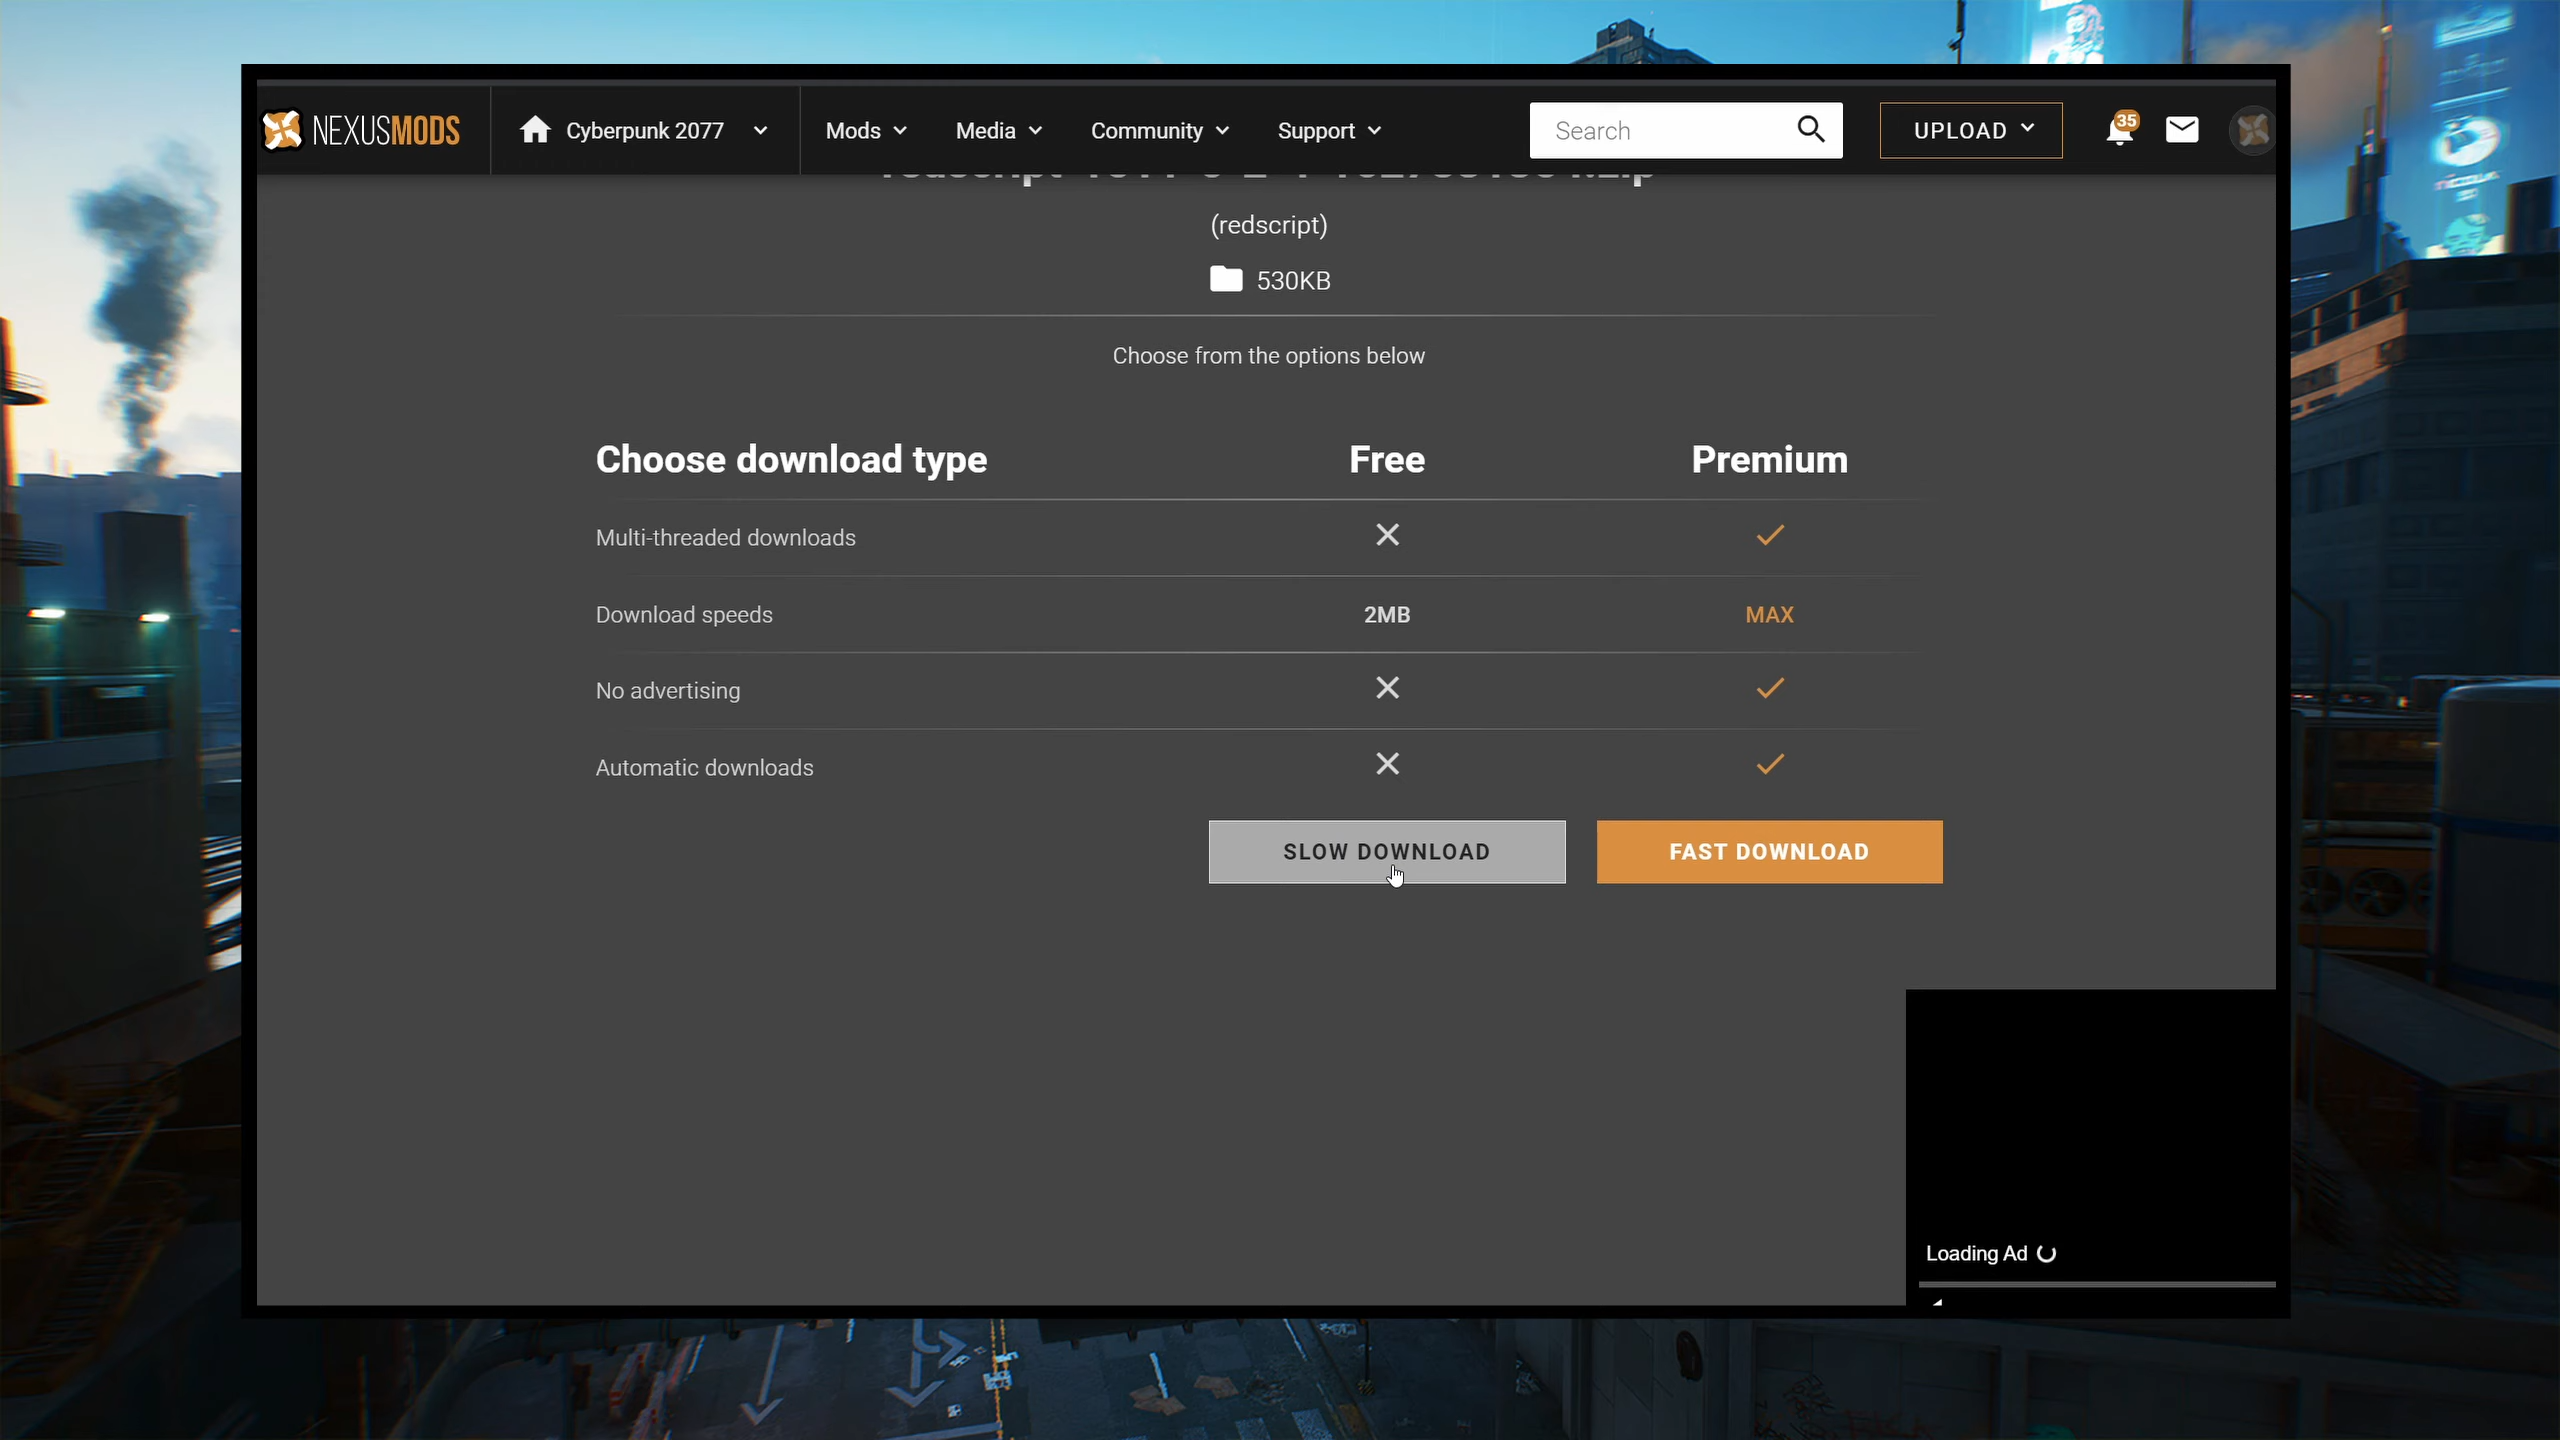 NEXUSMODS
Cyberpunk 2077
Mods
Media
Community
Support
Search
UPLOAD
35
(redscript)
530KB
Choose from the options below
Choose download type Free Premium
Multi-threaded downloads
Download speeds 2MB MAX
No advertising
Automatic downloads
SLOW DOWNLOAD FAST DOWNLOAD
Loading Ad